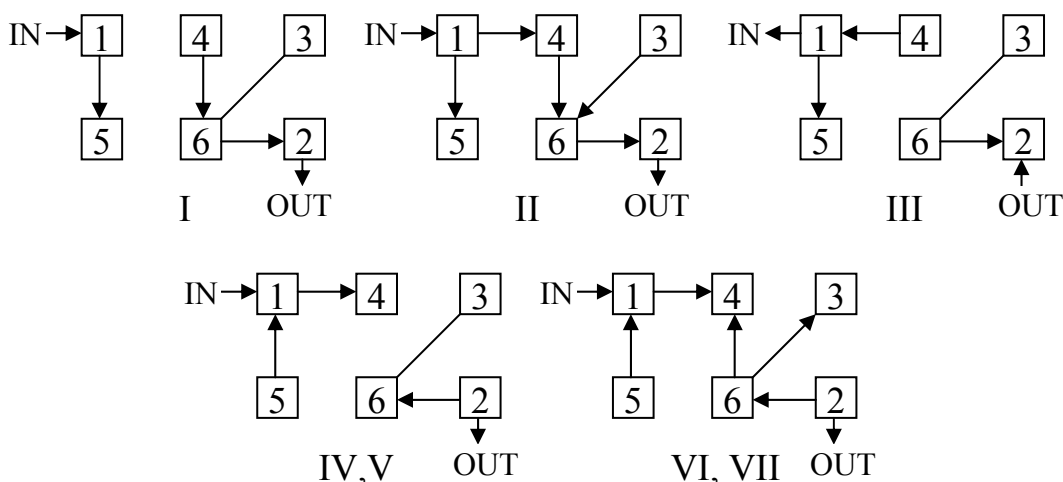 IN 1 4 3 IN 1 4 3 IN 1 4 3
5 6 2 5 6 2 5 6 2
OUT OUT OUT
I II III
IN 1 4 3 IN 1 4 3
5 6 2 5 6 2
OUT OUT
IV,V VI, VII